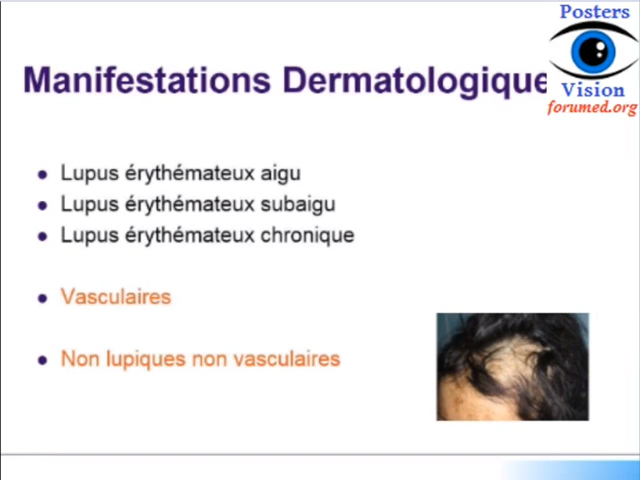 Posters
Vision
forumed.org
Manifestations Dermatologique
Lupus érythémateux aigu
Lupus érythémateux subaigu
Lupus érythémateux chronique
Vasculaires
Non lupiques non vasculaires